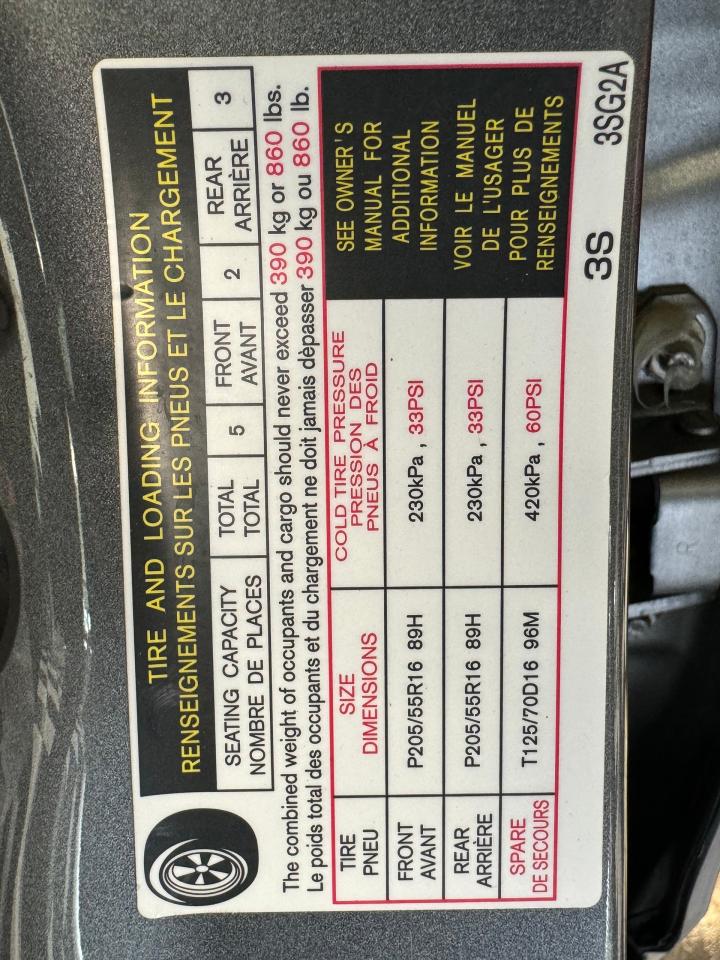 TIRE AND LOADING INFORMATION
RENSEIGNEMENTS SUR LES PNEUS ET LE CHARGEMENT
SEATING CAPACITY
NOMBRE DE PLACES
TOTAL
TOTAL
5
FRONT
AVANT
2
REAR
ARRIÈRE
3
The combined weight of occupants and cargo should never exceed 390 kg or 860 lbs.
Le poids total des occupants et du chargement ne doit jamais dèpasser 390 kg ou 860 lb.
TIRE
PNEU
SIZE
DIMENSIONS
COLD TIRE PRESSURE
PRESSION DES
PNEUS À FROID
FRONT
AVANT
P205/55R16 89H
230kPa , 33PSI
REAR
ARRIÈRE
P205/55R16 89H
230kPa , 33PSI
SPARE
DE SECOURS
T125/70D16 96M
420kPa , 60PSI
SEE OWNER'S
MANUAL FOR
ADDITIONAL
INFORMATION
VOIR LE MANUEL
DE L'USAGER
POUR PLUS DE
RENSEIGNEMENTS
3S
3SG2A